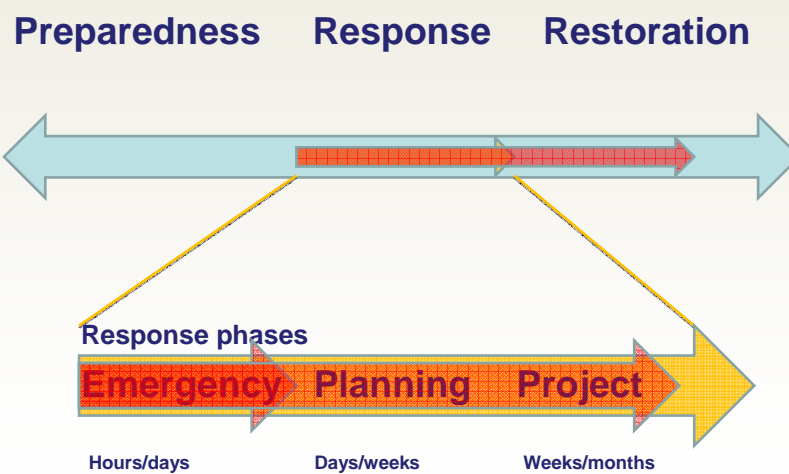 Preparedness Response Restoration
Response phases
Emergency Planning Project
Hours/days Days/weeks Weeks/months